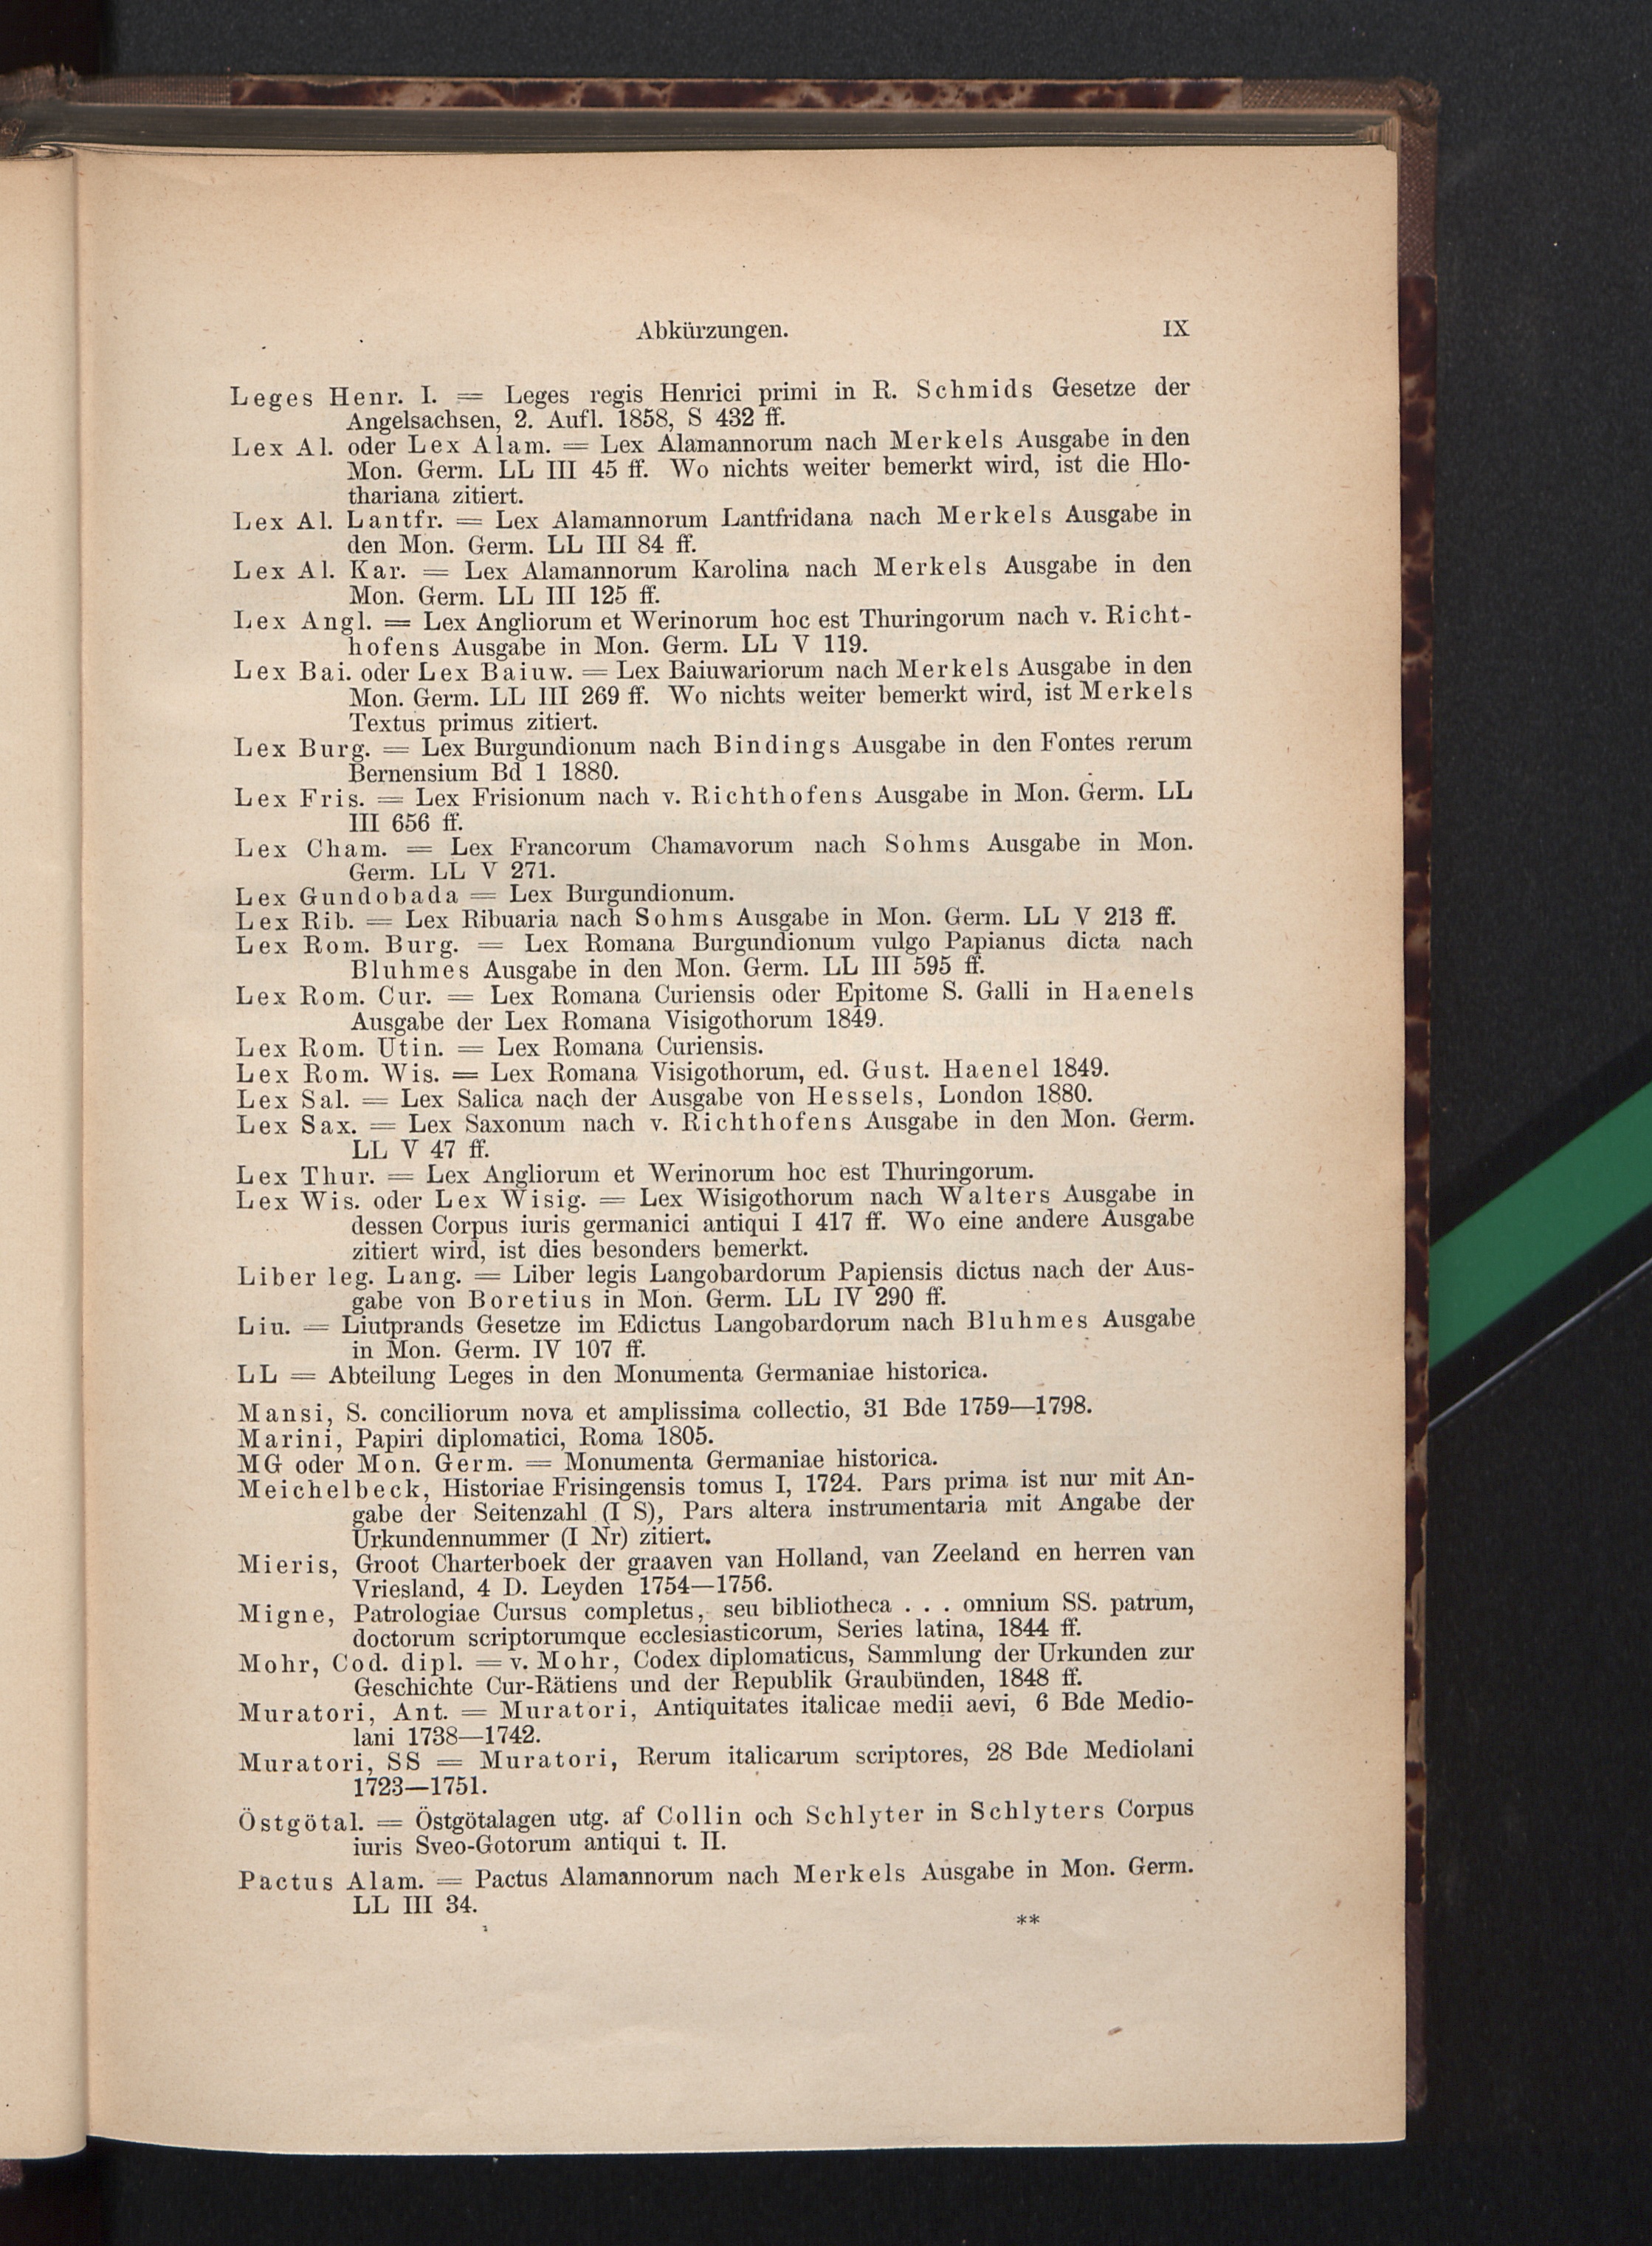 Abkürzungen. IX
Leges Henr. I. = Leges regis Henrici primi in R. Schmids Gesetze der
Angelsachsen, 2. Aufl. 1858, S 432 ff.
Lex Al. oder Lex Alam. = Lex Alamannorum nach Merkels Ausgabe in den
Mon. Germ. LL III 45 ff. Wo nichts weiter bemerkt wird, ist die Hlo-
thariana zitiert.
Lex Al. Lantfr. = Lex Alamannorum Lantfridana nach Merkels Ausgabe in
den Mon. Germ. LL III 84 ff.
Lex Al. Kar. = Lex Alamannorum Karolina nach Merkels Ausgabe in den
Mon. Germ. LL III 125 ff.
Lex Angl. = Lex Angliorum et Werinorum hoc est Thuringorum nach v. Richt-
hofens Ausgabe in Mon. Germ. LL V 119.
Lex Bai. oder Lex Baiuw. = Lex Baiuwariorum nach Merkels Ausgabe in den
Mon. Germ. LL III 269 ff. Wo nichts weiter bemerkt wird, ist Merkels
Textus primus zitiert.
Lex Burg. = Lex Burgundionum nach Bindings Ausgabe in den Fontes rerum
Bernensium Bd 1 1880.
Lex Fris. = Lex Frisionum nach v. Richthofens Ausgabe in Mon. Germ. LL
III 656 ff.
Lex Cham. = Lex Francorum Chamavorum nach Sohms Ausgabe in Mon.
Germ. LL V 271.
Lex Gundobada = Lex Burgundionum.
Lex Rib. = Lex Ribuaria nach Sohms Ausgabe in Mon. Germ. LL V 213 ff.
Lex Rom. Burg. = Lex Romana Burgundionum vulgo Papianus dicta nach
Bluhmes Ausgabe in den Mon. Germ. LL III 595 ff.
Lex Rom. Cur. = Lex Romana Curiensis oder Epitome S. Galli in Haenels
Ausgabe der Lex Romana Visigothorum 1849.
Lex Rom. Utin. = Lex Romana Curiensis.
Lex Rom. Wis. = Lex Romana Visigothorum, ed. Gust. Haenel 1849.
Lex Sal. = Lex Salica nach der Ausgabe von Hessels, London 1880.
Lex Sax. = Lex Saxonum nach v. Richthofens Ausgabe in den Mon. Germ.
LL V 47 ff.
Lex Thur. = Lex Angliorum et Werinorum hoc est Thuringorum.
Lex Wis. oder Lex Wisig. = Lex Wisigothorum nach Walters Ausgabe in
dessen Corpus iuris germanici antiqui I 417 ff. Wo eine andere Ausgabe
zitiert wird, ist dies besonders bemerkt.
Liber leg. Lang. = Liber legis Langobardorum Papiensis dictus nach der Aus-
gabe von Boretius in Mon. Germ. LL IV 290 ff.
Liu. = Liutprands Gesetze im Edictus Langobardorum nach Bluhmes Ausgabe
in Mon. Germ. IV 107 ff.
LL = Abteilung Leges in den Monumenta Germaniae historica.
Mansi, S. conciliorum nova et amplissima collectio, 31 Bde 1759—1798.
Marini, Papiri diplomatici, Roma 1805.
MG oder Mon. Germ. = Monumenta Germaniae historica.
Meichelbeck, Historiae Frisingensis tomus I, 1724. Pars prima ist nur mit An-
gabe der Seitenzahl (I S), Pars altera instrumentaria mit Angabe der
Urkundennummer (I Nr) zitiert.
Mieris, Groot Charterboek der graaven van Holland, van Zeeland en herren van
Vriesland, 4 D. Leyden 1754—1756.
Migne, Patrologiae Cursus completus, seu bibliotheca . . . omnium SS. patrum,
doctorum scriptorumque ecclesiasticorum, Series latina, 1844 ff.
Mohr, Cod. dipl. = v. Mohr, Codex diplomaticus, Sammlung der Urkunden zur
Geschichte Cur-Rätiens und der Republik Graubünden, 1848 ff.
Muratori, Ant. = Muratori, Antiquitates italicae medii aevi, 6 Bde Medio-
lani 1738—1742.
Muratori, SS = Muratori, Rerum italicarum scriptores, 28 Bde Mediolani
1723—1751.
Östgötal. = Östgötalagen utg. af Collin och Schlyter in Schlyters Corpus
iuris Sveo-Gotorum antiqui t. II.
Pactus Alam. = Pactus Alamannorum nach Merkels Ausgabe in Mon. Germ.
LL III 34.
**